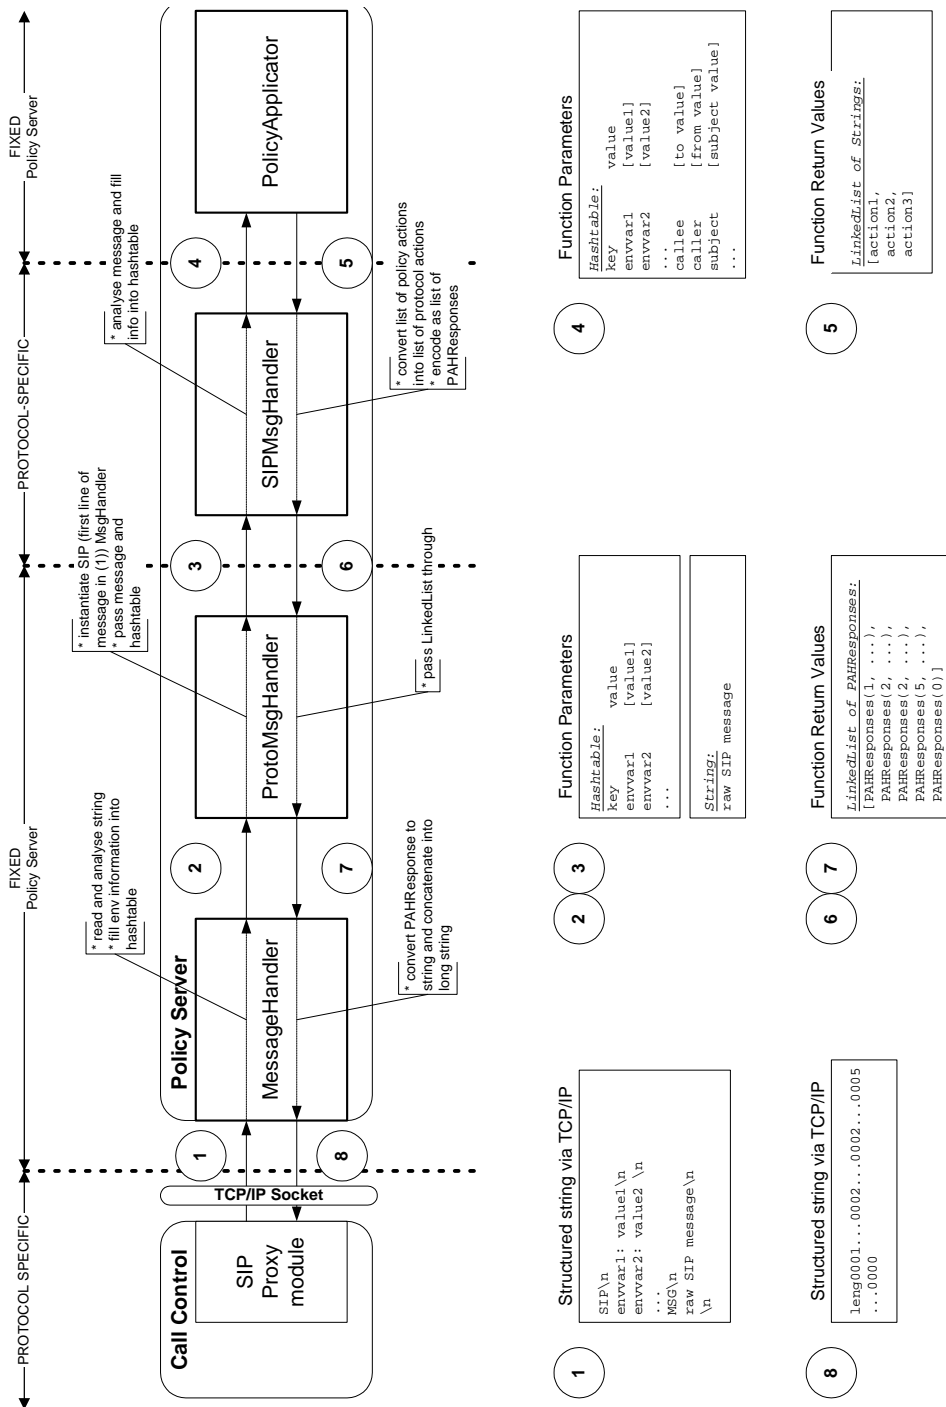 PROTOCOL SPECIFIC
FIXED
Policy Server
PROTOCOL-SPECIFIC
FIXED
Policy Server
* read and analyse string
* fill env information into
hashtable
* instantiate SIP (first line of
message in (1)) MsgHandler
* pass message and
hashtable
* analyse message and fill
info into hashtable
Call Control
SIP
Proxy
module
TCP/IP Socket
Policy Server
MessageHandler
ProtoMsgHandler
SIPMsgHandler
PolicyApplicator
1
2
3
4
8
7
6
5
* convert PAHResponse to
string and concatenate into
long string
* pass LinkedList through
* convert list of policy actions
into list of protocol actions
* encode as list of
PAHResponses
1
Structured string via TCP/IP
SIP\n
envvar1: value1\n
envvar2: value2 \n
...
MSG\n
raw SIP message\n
\n
2
3
Function Parameters
Hashtable:
key value
envvar1 [value1]
envvar2 [value2]
...
String:
raw SIP message
4
Function Parameters
Hashtable:
key value
envvar1 [value1]
envvar2 [value2]
...
callee [to value]
caller [from value]
subject [subject value]
...
8
Structured string via TCP/IP
leng0001...0002...0002...0005
...0000
6
7
Function Return Values
LinkedList of PAHResponses:
[PAHResponses(1, ...),
PAHResponses(2, ...),
PAHResponses(2, ...),
PAHResponses(5, ...),
PAHResponses(0)]
5
Function Return Values
LinkedList of Strings:
[action1,
action2,
action3]